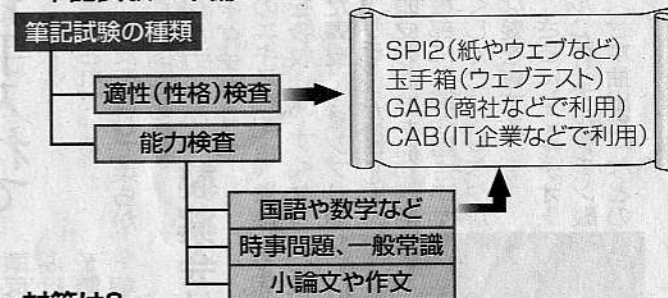 筆記試験の種類
適性(性格)検査
能力検査
国語や数学など
時事問題、一般常識
小論文や作文
SPI2(紙やウェブなど)
玉手箱(ウェブテスト)
GAB(商社などで利用)
CAB(IT企業などで利用)